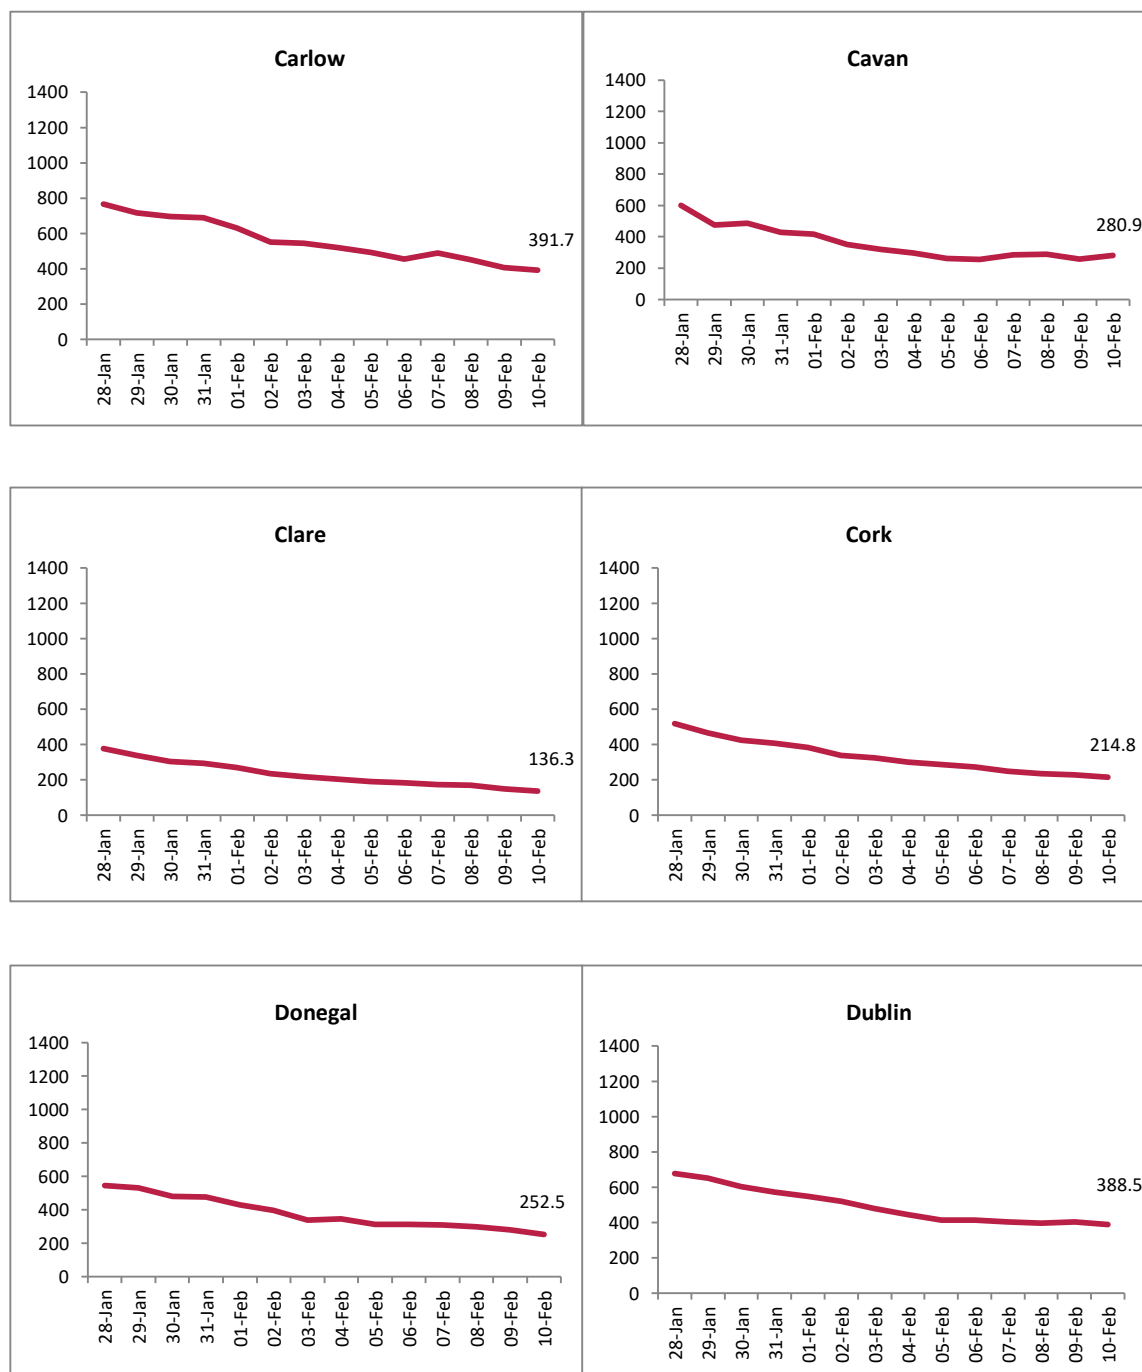 Carlow
1400
1200
1000
800
600
400
200
0
391.7
28-Jan
29-Jan
30-Jan
31-Jan
01-Feb
02-Feb
03-Feb
04-Feb
05-Feb
06-Feb
07-Feb
08-Feb
09-Feb
10-Feb
Cavan
1400
1200
1000
800
600
400
200
0
280.9
28-Jan
29-Jan
30-Jan
31-Jan
01-Feb
02-Feb
03-Feb
04-Feb
05-Feb
06-Feb
07-Feb
08-Feb
09-Feb
10-Feb
Clare
1400
1200
1000
800
600
400
200
0
136.3
28-Jan
29-Jan
30-Jan
31-Jan
01-Feb
02-Feb
03-Feb
04-Feb
05-Feb
06-Feb
07-Feb
08-Feb
09-Feb
10-Feb
Cork
1400
1200
1000
800
600
400
200
0
214.8
28-Jan
29-Jan
30-Jan
31-Jan
01-Feb
02-Feb
03-Feb
04-Feb
05-Feb
06-Feb
07-Feb
08-Feb
09-Feb
10-Feb
Donegal
1400
1200
1000
800
600
400
200
0
252.5
28-Jan
29-Jan
30-Jan
31-Jan
01-Feb
02-Feb
03-Feb
04-Feb
05-Feb
06-Feb
07-Feb
08-Feb
09-Feb
10-Feb
Dublin
1400
1200
1000
800
600
400
200
0
388.5
28-Jan
29-Jan
30-Jan
31-Jan
01-Feb
02-Feb
03-Feb
04-Feb
05-Feb
06-Feb
07-Feb
08-Feb
09-Feb
10-Feb